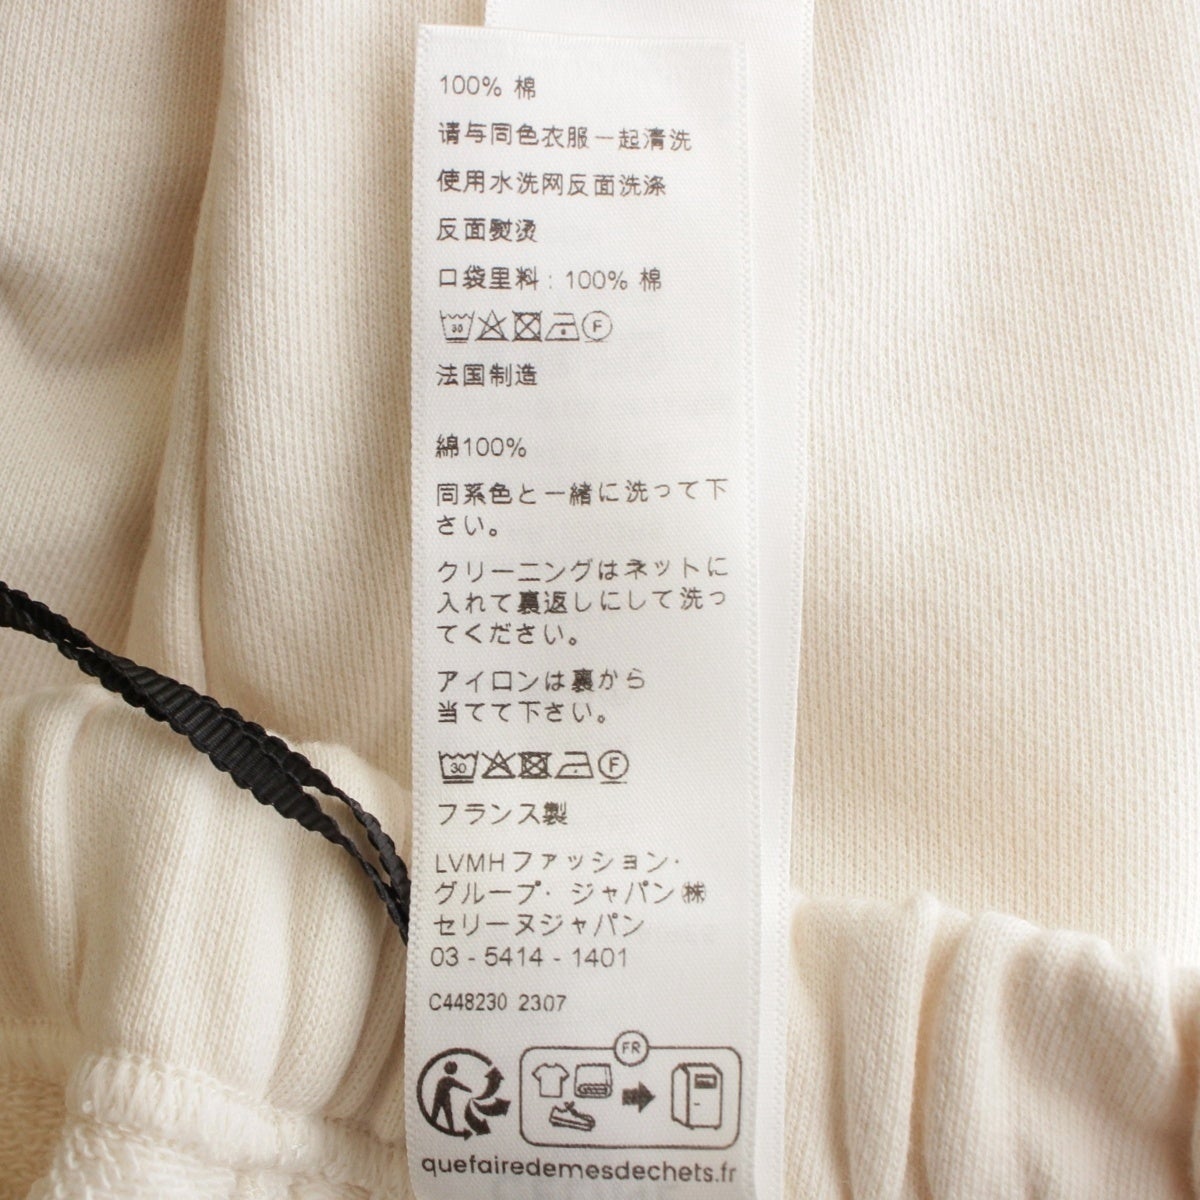 100% 棉
请与同色衣服一起清洗
使用水洗网反面洗涤
反面熨烫
口袋里料 : 100% 棉
30 F
法国制造
綿100%
同系色と一緒に洗って下
さい。
クリーニングはネットに
入れて裏返しにして洗っ
てください。
アイロンは裏から
当てて下さい。
30 F
フランス製
LVMHファッション・
グループ・ジャパン㈱
セリーヌジャパン
03 - 5414 - 1401
C448230 2307
FR
quefairedemesdechets.fr